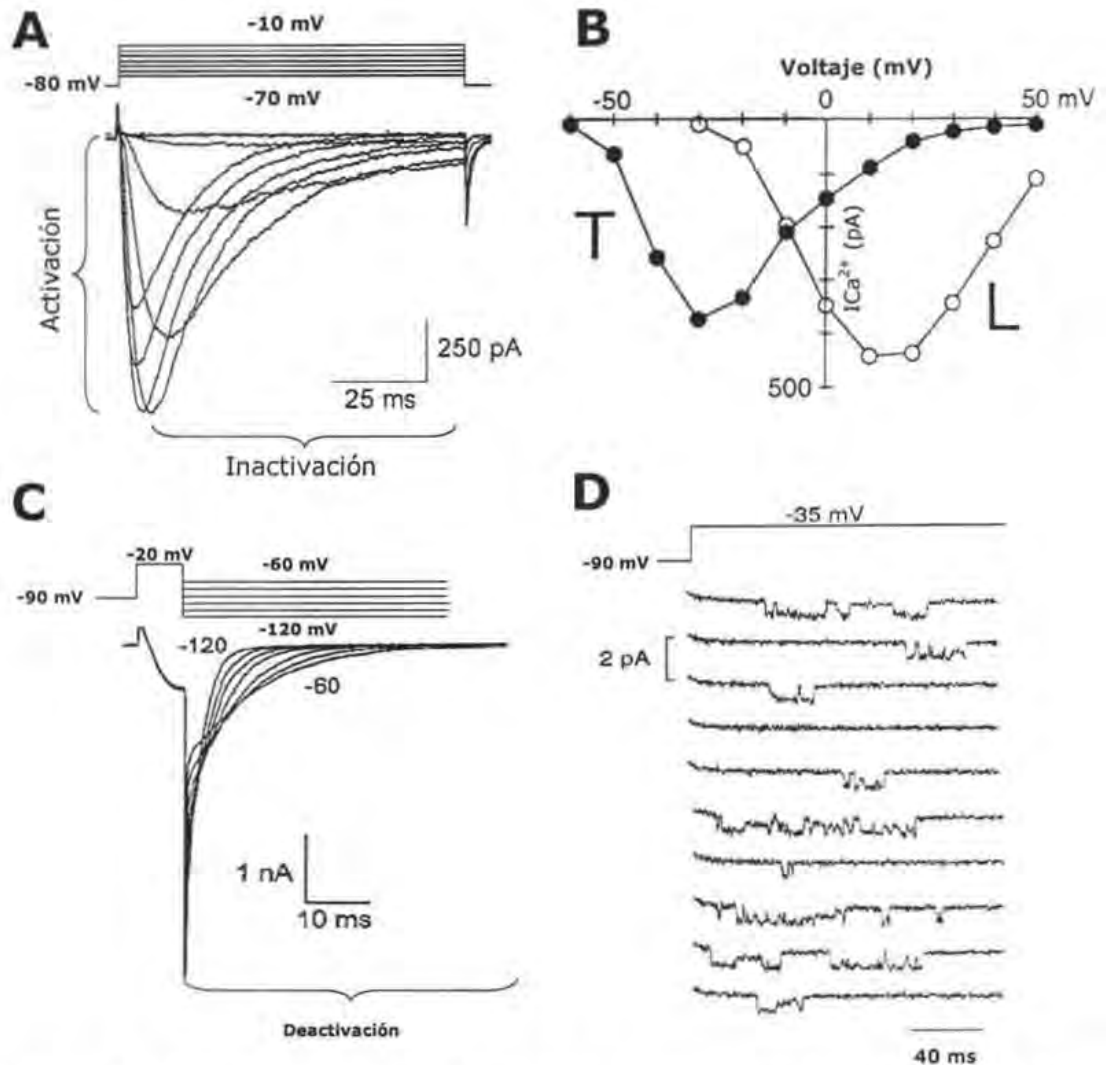 A
-10 mV
-80 mV
-70 mV
Activación
250 pA
25 ms
Inactivación
B
Voltaje (mV)
-50
0
50 mV
T
ICa²⁺ (pA)
L
500
C
-20 mV
-60 mV
-90 mV
-120 mV
-120
-60
1 nA
10 ms
Deactivación
D
-35 mV
-90 mV
2 pA
40 ms